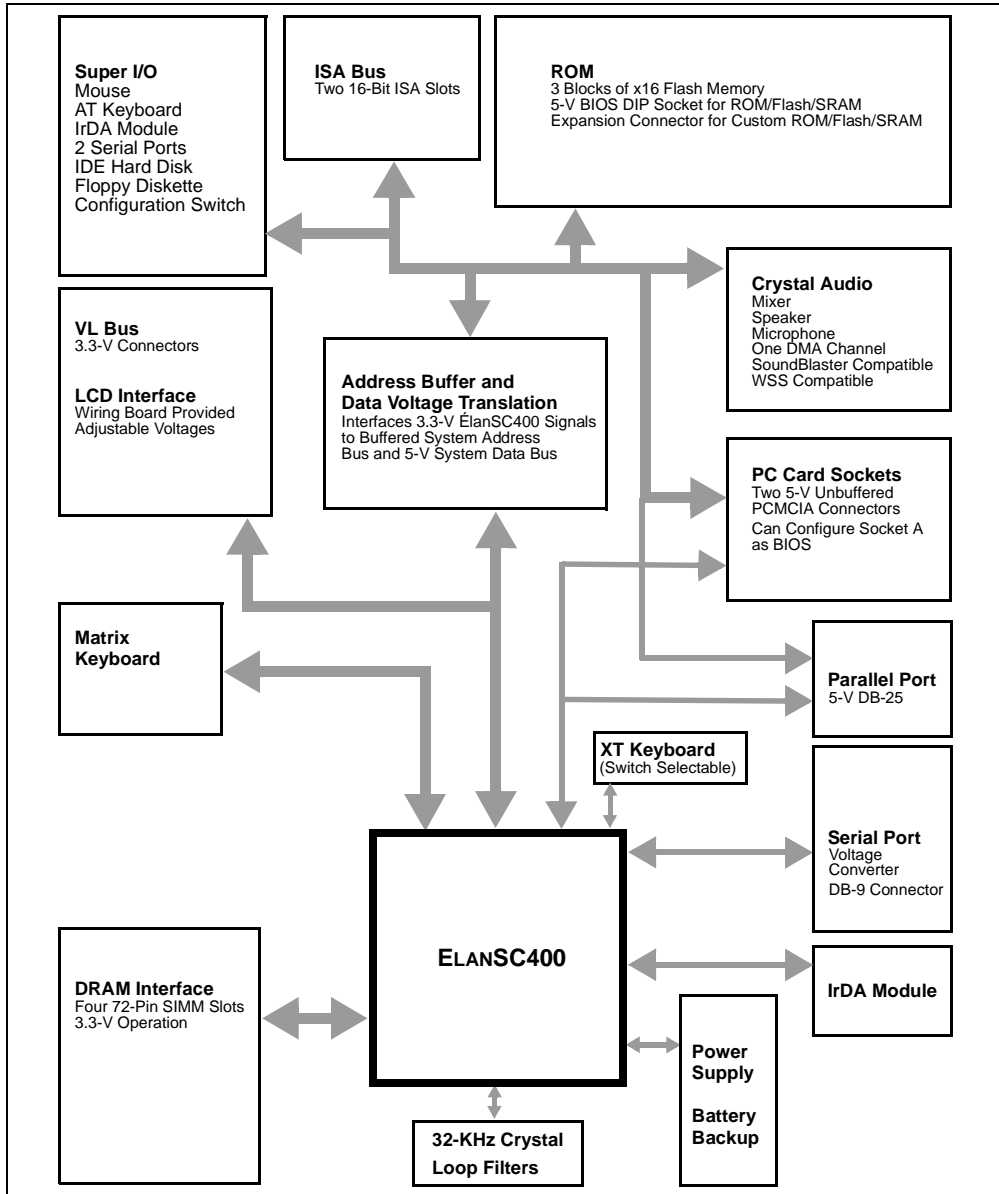 Super I/O
Mouse
AT Keyboard
IrDA Module
2 Serial Ports
IDE Hard Disk
Floppy Diskette
Configuration Switch
ISA Bus
Two 16-Bit ISA Slots
ROM
3 Blocks of x16 Flash Memory
5-V BIOS DIP Socket for ROM/Flash/SRAM
Expansion Connector for Custom ROM/Flash/SRAM
VL Bus
3.3-V Connectors
LCD Interface
Wiring Board Provided
Adjustable Voltages
Address Buffer and
Data Voltage Translation
Interfaces 3.3-V ÉlanSC400 Signals
to Buffered System Address
Bus and 5-V System Data Bus
Crystal Audio
Mixer
Speaker
Microphone
One DMA Channel
SoundBlaster Compatible
WSS Compatible
PC Card Sockets
Two 5-V Unbuffered
PCMCIA Connectors
Can Configure Socket A
as BIOS
Matrix
Keyboard
Parallel Port
5-V DB-25
XT Keyboard
(Switch Selectable)
Serial Port
Voltage
Converter
DB-9 Connector
ELANSC400
DRAM Interface
Four 72-Pin SIMM Slots
3.3-V Operation
IrDA Module
Power
Supply
Battery
Backup
32-KHz Crystal
Loop Filters